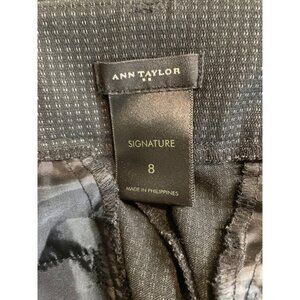 ANN TAYLOR
SIGNATURE
8
MADE IN PHILIPPINES